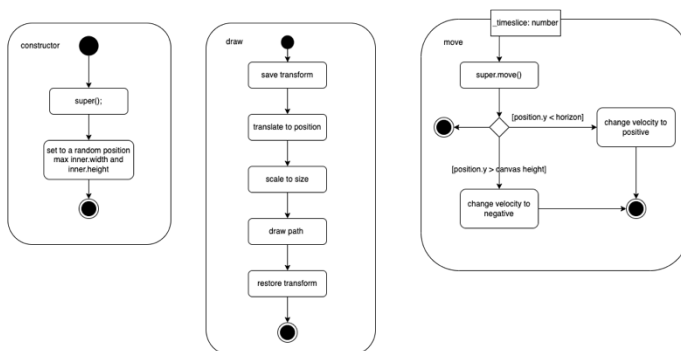 constructor
super();
set to a random position
max inner.width and
inner.height
draw
save transform
translate to position
scale to size
draw path
restore transform
_timeslice: number
move
super.move()
[position.y < horizon]
change velocity to
positive
[position.y > canvas height]
change velocity to
negative